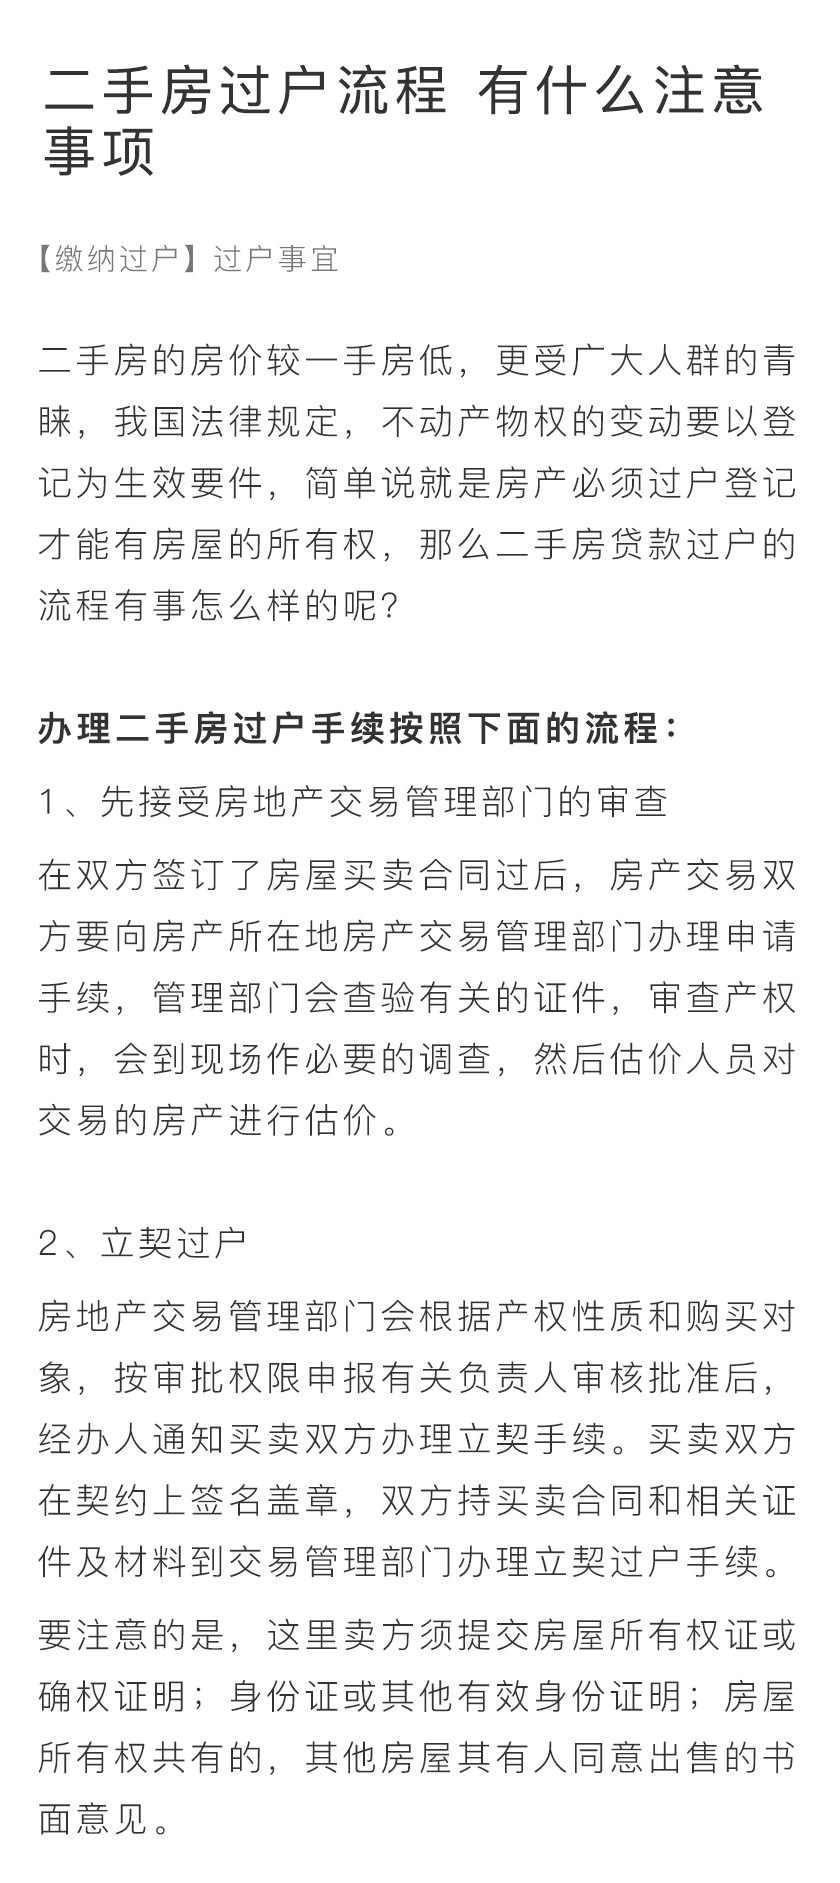 二手房过户流程 有什么注意
事项
【缴纳过户】过户事宜
二手房的房价较一手房低，更受广大人群的青
睐，我国法律规定，不动产物权的变动要以登
记为生效要件，简单说就是房产必须过户登记
才能有房屋的所有权，那么二手房贷款过户的
流程有事怎么样的呢？
办理二手房过户手续按照下面的流程：
1、先接受房地产交易管理部门的审查
在双方签订了房屋买卖合同过后，房产交易双
方要向房产所在地房产交易管理部门办理申请
手续，管理部门会查验有关的证件，审查产权
时，会到现场作必要的调查，然后估价人员对
交易的房产进行估价。
2、立契过户
房地产交易管理部门会根据产权性质和购买对
象，按审批权限申报有关负责人审核批准后，
经办人通知买卖双方办理立契手续。买卖双方
在契约上签名盖章，双方持买卖合同和相关证
件及材料到交易管理部门办理立契过户手续。
要注意的是，这里卖方须提交房屋所有权证或
确权证明；身份证或其他有效身份证明；房屋
所有权共有的，其他房屋其有人同意出售的书
面意见。